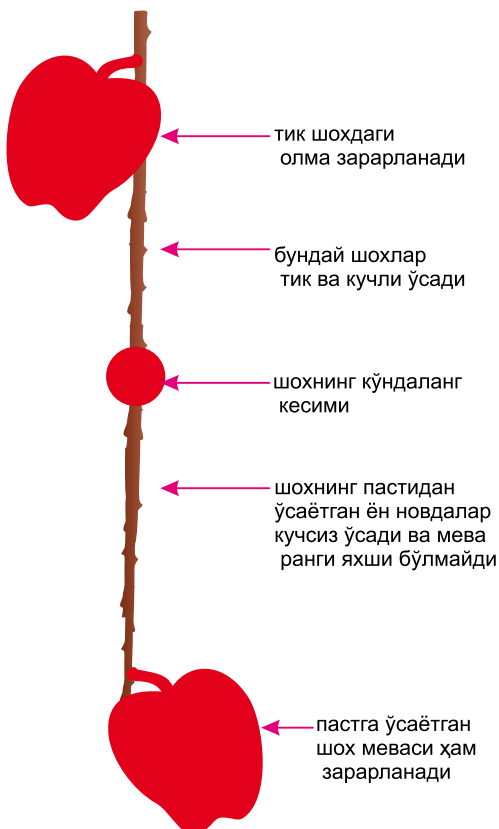 тик шохдаги
олма зарарланади
бундай шохлар
тик ва кучли ўсади
шохнинг кўндаланг
кесими
шохнинг пастидан
ўсаётган ён новдалар
кучсиз ўсади ва мева
ранги яхши бўлмайди
пастга ўсаётган
шох меваси ҳам
зарарланади